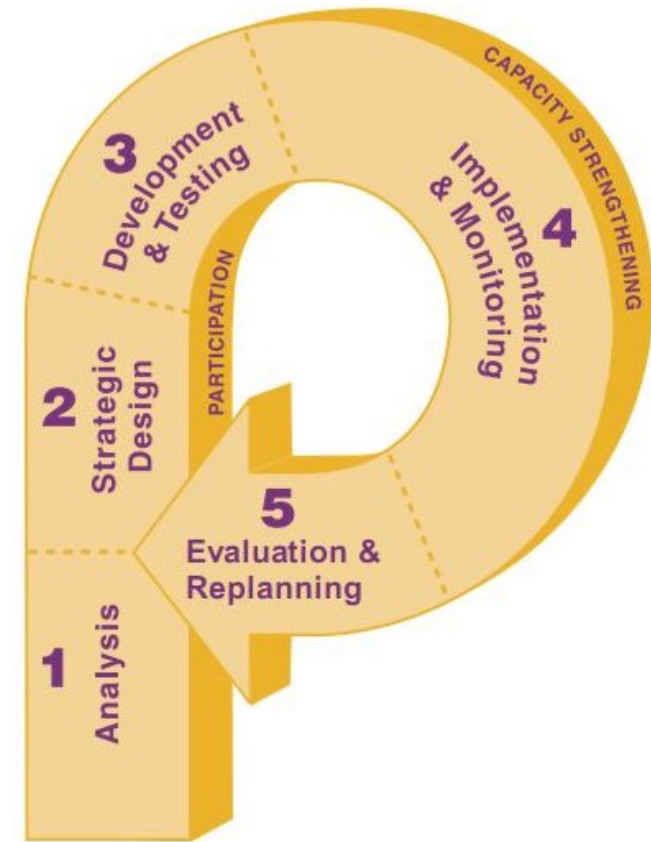 1
Analysis
2
Strategic
Design
3
Development
& Testing
4
Implementation
& Monitoring
5
Evaluation &
Replanning
PARTICIPATION
CAPACITY STRENGTHENING